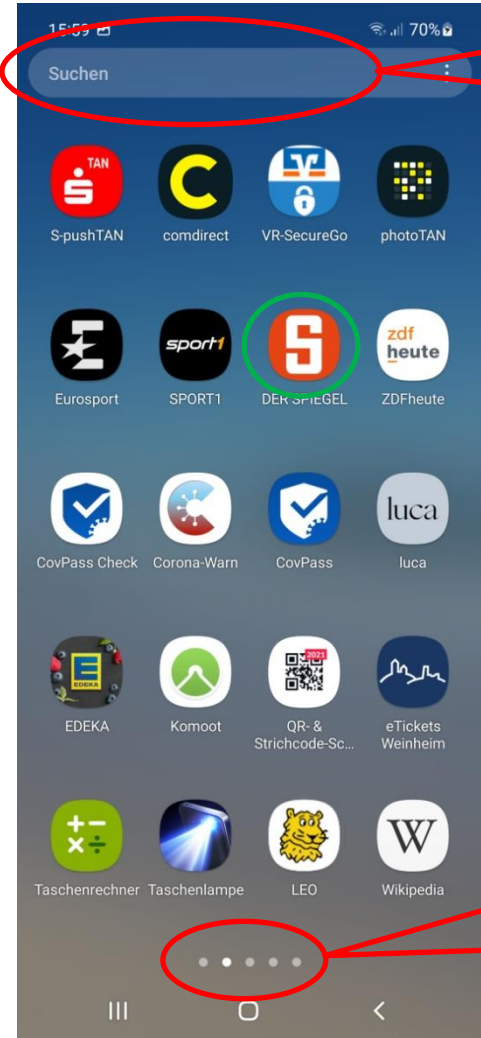 15:59 70%
Suchen
TAN
S-pushTAN comdirect VR-SecureGo photoTAN
sport1 S zdf
heute
Eurosport SPORT1 DER SPIEGEL ZDFheute
luca
CovPass Check Corona-Warn CovPass luca
EDEKA 2021
EDEKA Komoot QR- & eTickets
Strichcode-Sc... Weinheim
W
Taschenrechner Taschenlampe LEO Wikipedia